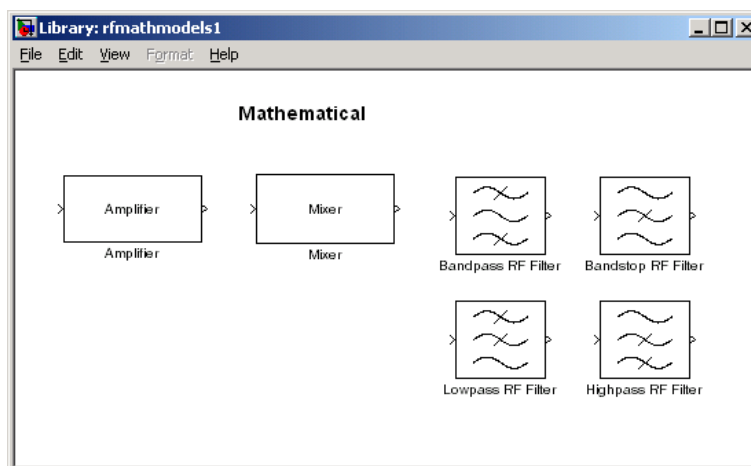 Library: rfmathmodels1
File Edit View Format Help
Mathematical
Amplifier
Mixer
Amplifier
Mixer
Bandpass RF Filter
Bandstop RF Filter
Lowpass RF Filter
Highpass RF Filter